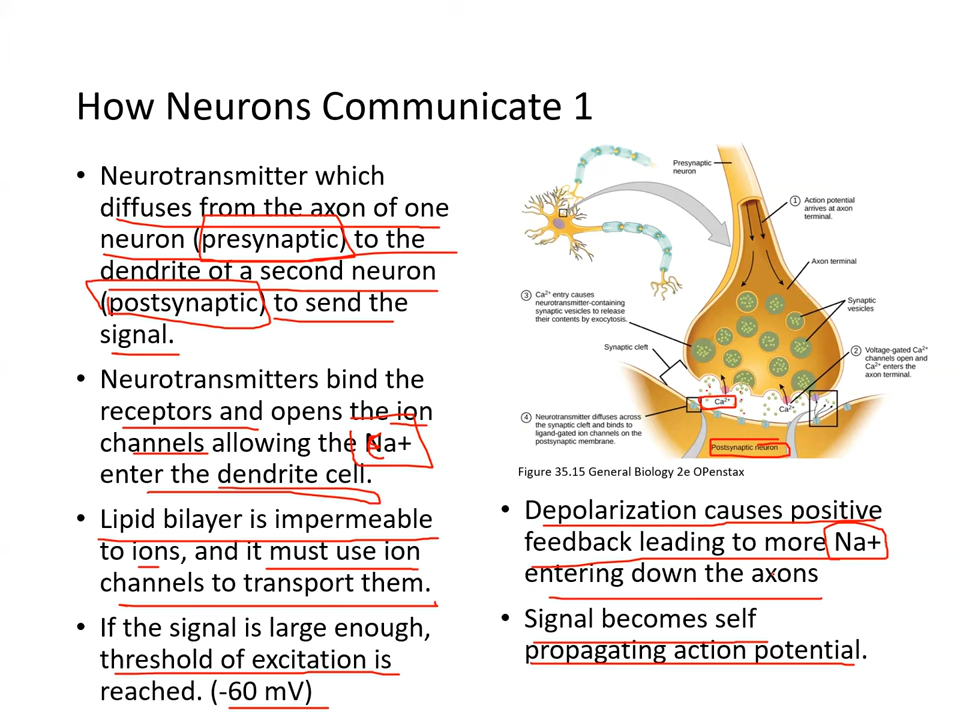 How Neurons Communicate 1
• Neurotransmitter which
diffuses from the axon of one
neuron (presynaptic) to the
dendrite of a second neuron
(postsynaptic) to send the
signal.
• Neurotransmitters bind the
receptors and opens the ion
channels allowing the Na+
enter the dendrite cell.
• Lipid bilayer is impermeable
to ions, and it must use ion
channels to transport them.
• If the signal is large enough,
threshold of excitation is
reached. (-60 mV)
Presynaptic
neuron
1 Action potential
arrives at axon
terminal.
Axon terminal
3 Ca²⁺ entry causes
neurotransmitter-containing
synaptic vesicles to release
their contents by exocytosis.
Synaptic
vesicles
Synaptic cleft
2 Voltage-gated Ca²⁺
channels open and
Ca²⁺ enters the
axon terminal.
Ca²⁺
Ca²⁺
4 Neurotransmitter diffuses across
the synaptic cleft and binds to
ligand-gated ion channels on the
postsynaptic membrane.
Postsynaptic neuron
Figure 35.15 General Biology 2e OPenstax
• Depolarization causes positive
feedback leading to more Na+
entering down the axons
• Signal becomes self
propagating action potential.